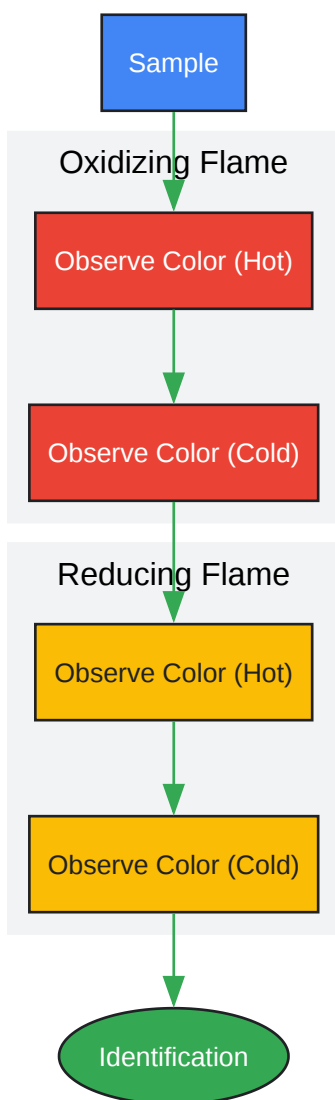 Sample
Oxidizing Flame
Observe Color (Hot)
Observe Color (Cold)
Reducing Flame
Observe Color (Hot)
Observe Color (Cold)
Identification